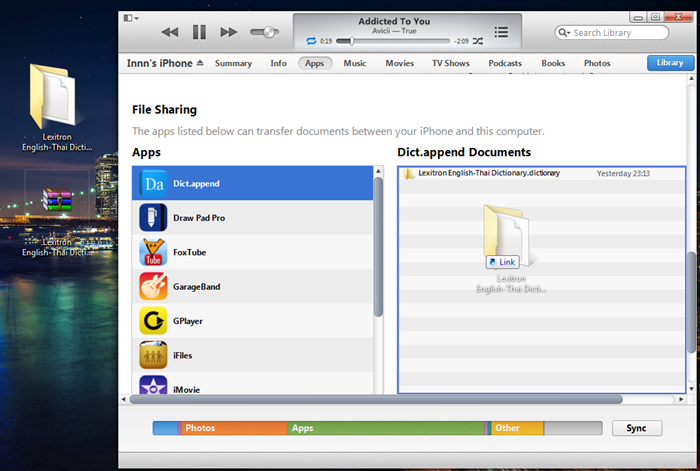 Addicted To You
Avicii — True
0:19
-2:09
Search Library
Innn's iPhone
Summary
Info
Apps
Music
Movies
TV Shows
Podcasts
Books
Photos
Library
File Sharing
The apps listed below can transfer documents between your iPhone and this computer.
Apps
Dict.append Documents
Da
Dict.append
Draw Pad Pro
Tube
FoxTube
GarageBand
GPlayer
iFiles
iMovie
Lexitron English-Thai Dictionary.dictionary
Yesterday 23:13
Link
Lexitron
English-Thai Dicti...
Lexitron
English-Thai Dicti...
Lexitron
English-Thai Dicti...
Photos
Apps
Other
Sync